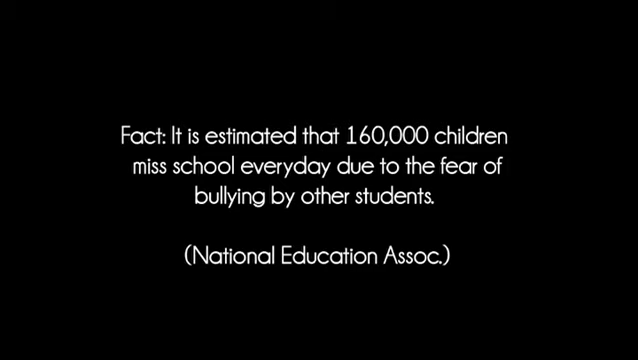 Fact: It is estimated that 160,000 children
miss school everyday due to the fear of
bullying by other students.
(National Education Assoc.)